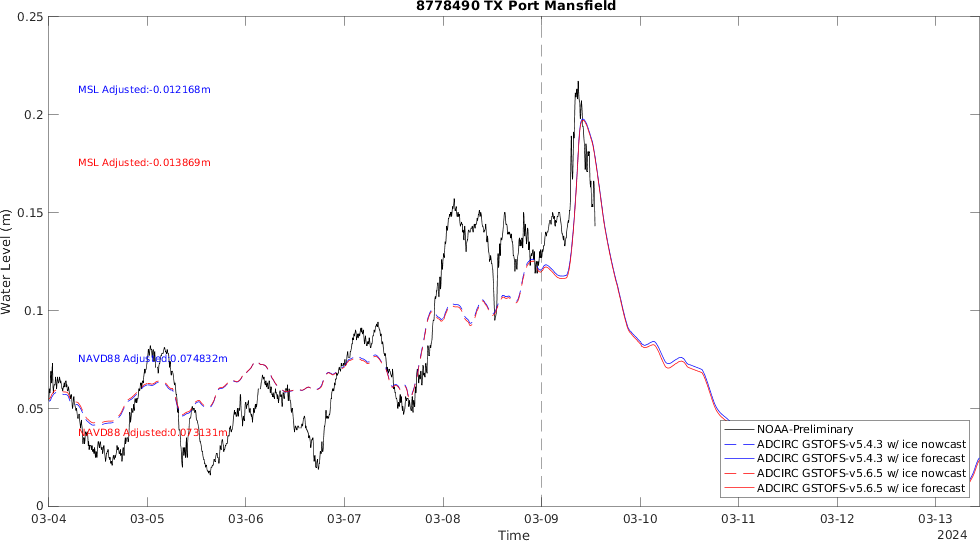 8778490 TX Port Mansfield
0.25
MSL Adjusted:-0.012168m
0.2
MSL Adjusted:-0.013869m
0.15
Water Level (m)
0.1
NAVD88 Adjusted:0.074832m
0.05
NAVD88 Adjusted:0.073131m
NOAA-Preliminary
ADCIRC GSTOFS-v5.4.3 w/ ice nowcast
ADCIRC GSTOFS-v5.4.3 w/ ice forecast
ADCIRC GSTOFS-v5.6.5 w/ ice nowcast
ADCIRC GSTOFS-v5.6.5 w/ ice forecast
0
03-04 03-05 03-06 03-07 03-08 03-09 03-10 03-11 03-12 03-13
Time
2024